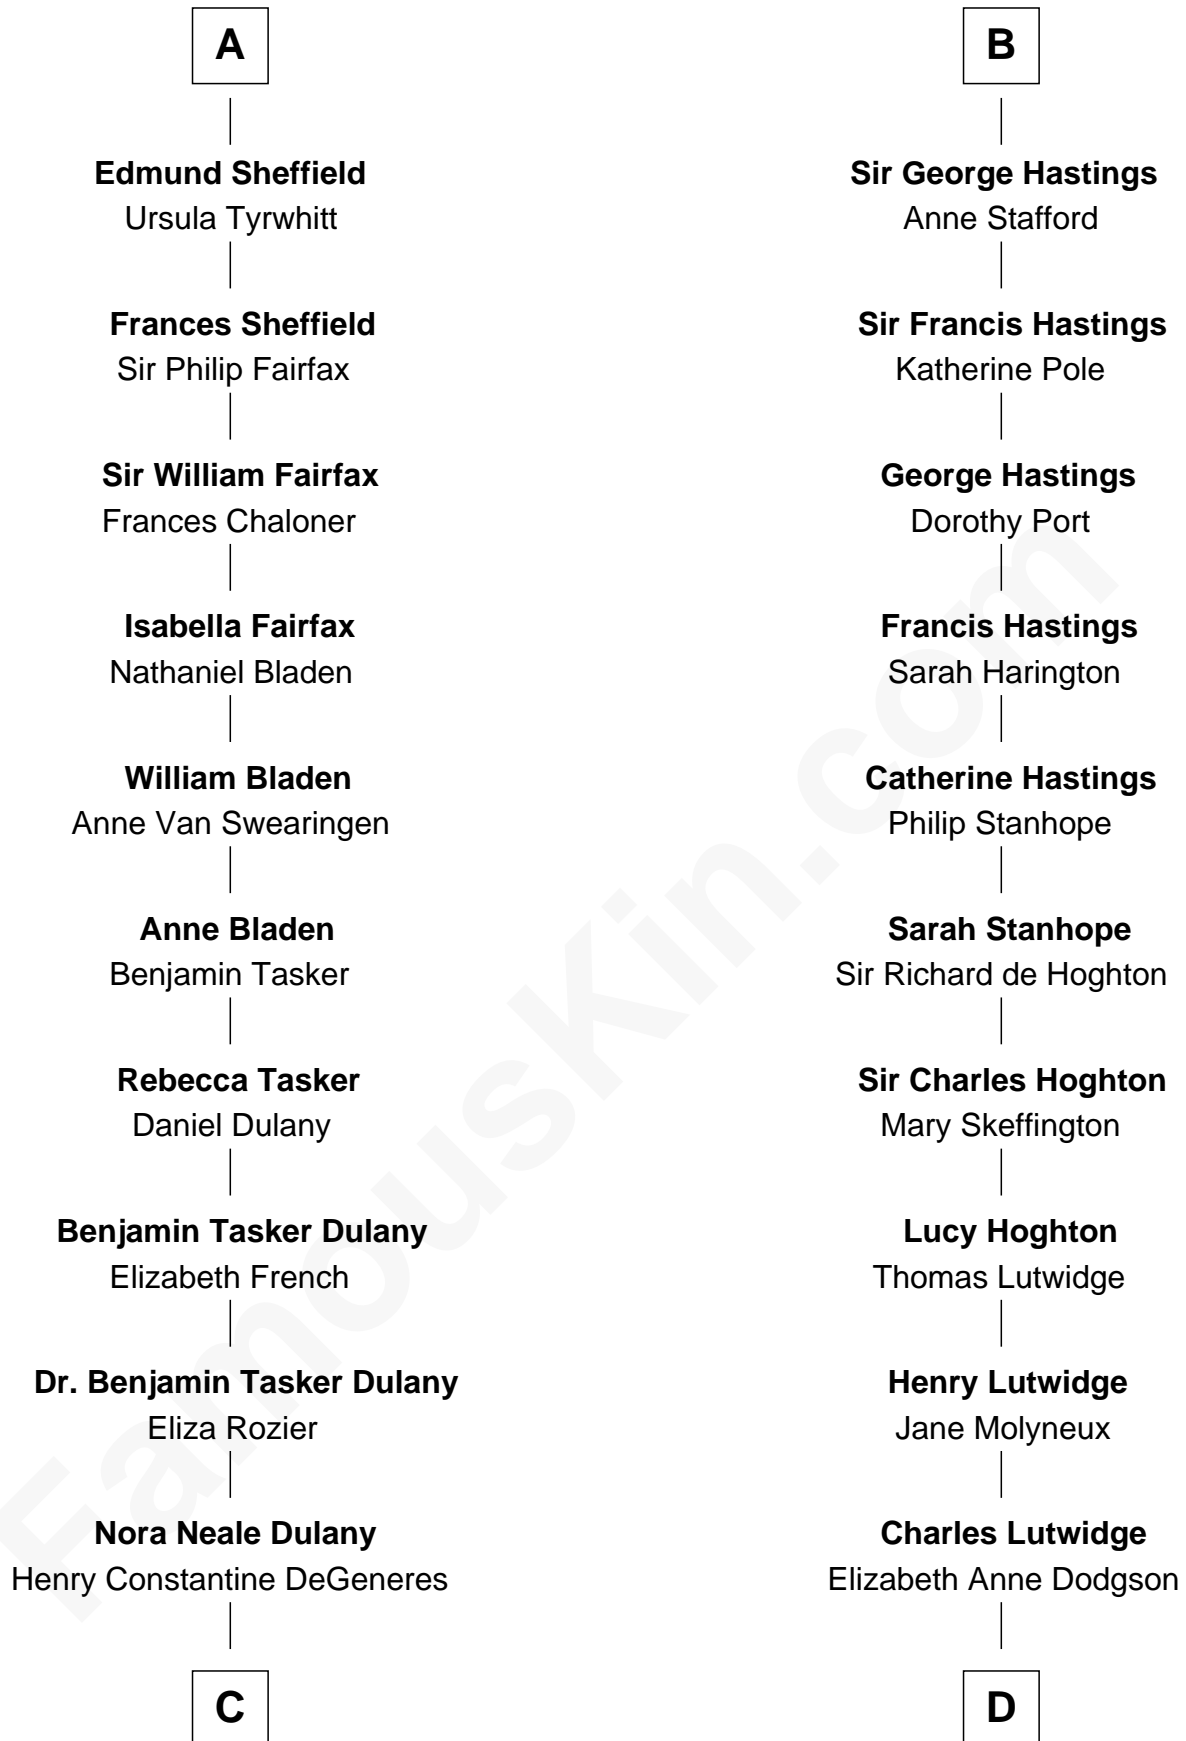 A
Edmund Sheffield
Ursula Tyrwhitt
Frances Sheffield
Sir Philip Fairfax
Sir William Fairfax
Frances Chaloner
Isabella Fairfax
Nathaniel Bladen
William Bladen
Anne Van Swearingen
Anne Bladen
Benjamin Tasker
Rebecca Tasker
Daniel Dulany
Benjamin Tasker Dulany
Elizabeth French
Dr. Benjamin Tasker Dulany
Eliza Rozier
Nora Neale Dulany
Henry Constantine DeGeneres
C
B
Sir George Hastings
Anne Stafford
Sir Francis Hastings
Katherine Pole
George Hastings
Dorothy Port
Francis Hastings
Sarah Harington
Catherine Hastings
Philip Stanhope
Sarah Stanhope
Sir Richard de Hoghton
Sir Charles Hoghton
Mary Skeffington
Lucy Hoghton
Thomas Lutwidge
Henry Lutwidge
Jane Molyneux
Charles Lutwidge
Elizabeth Anne Dodgson
D
FamousKin.com